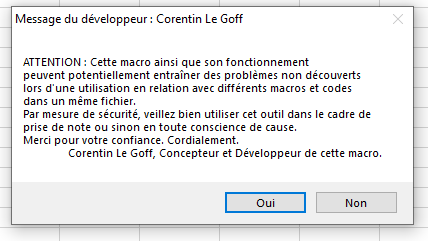 Message du développeur : Corentin Le Goff
ATTENTION : Cette macro ainsi que son fonctionnement
peuvent potentiellement entraîner des problèmes non découverts
lors d'une utilisation en relation avec différents macros et codes
dans un même fichier.
Par mesure de sécurité, veillez bien utiliser cet outil dans le cadre de
prise de note ou sinon en toute conscience de cause.
Merci pour votre confiance. Cordialement.
Corentin Le Goff, Concepteur et Développeur de cette macro.
Oui
Non